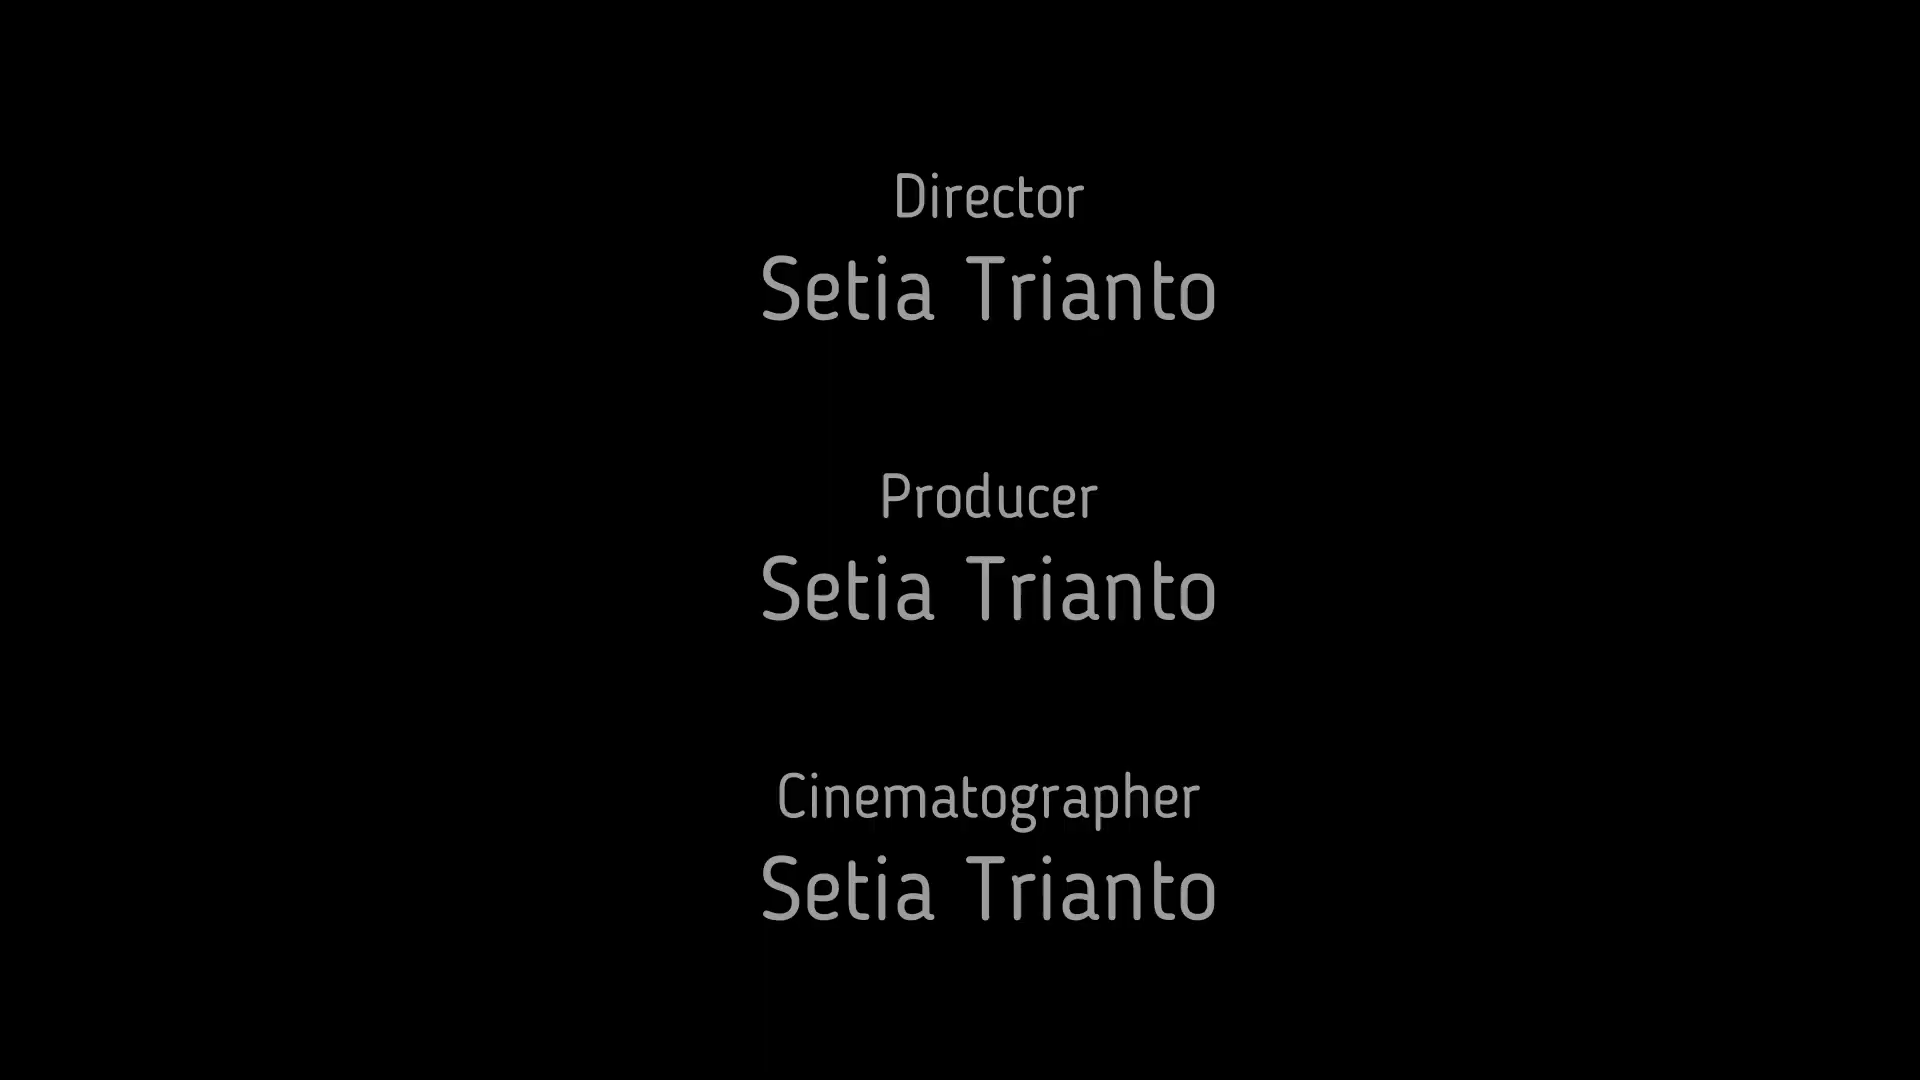 Director
Setia Trianto
Producer
Setia Trianto
Cinematographer
Setia Trianto